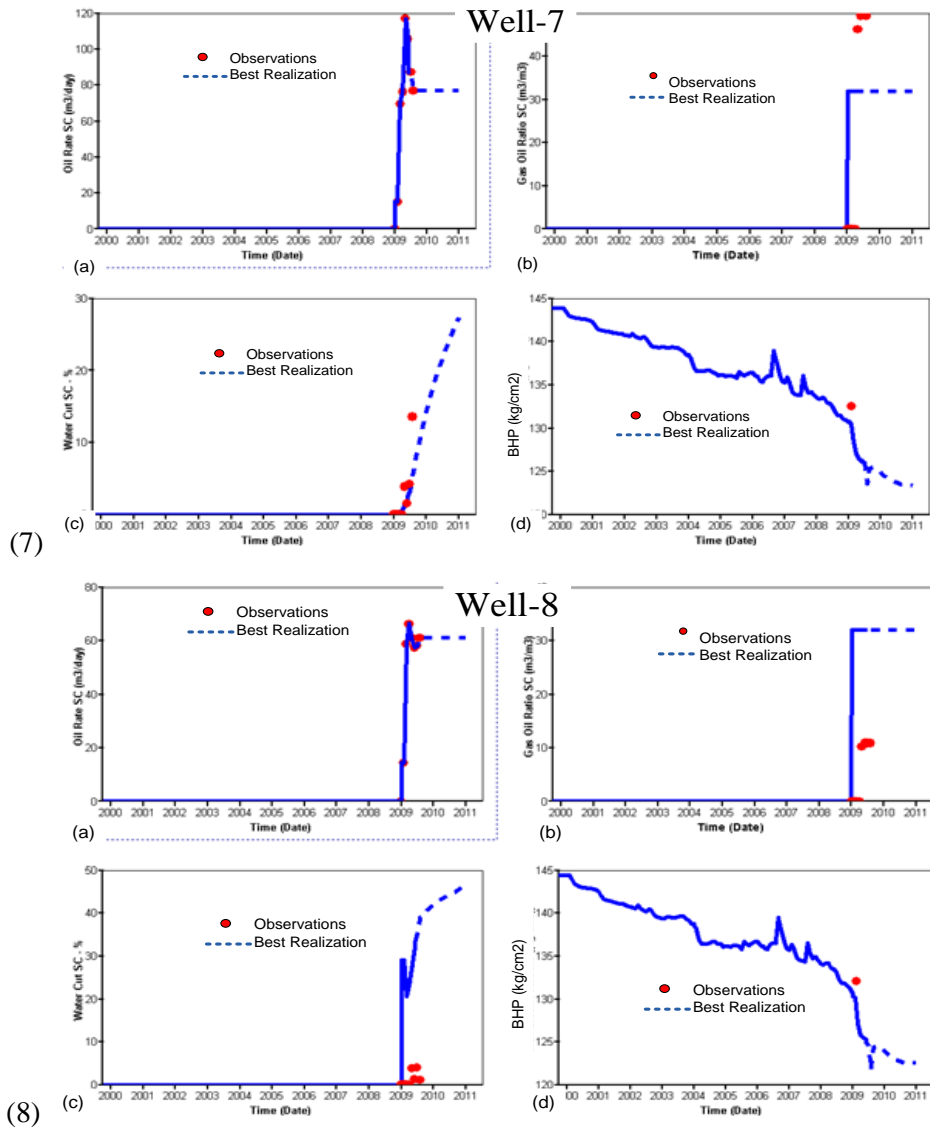 Well-7
120
100
80
60
40
20
0
Oil Rate SC (m3/day)
Observations
Best Realization
2000 2001 2002 2003 2004 2005 2006 2007 2008 2009 2010 2011
Time (Date)
(a)
40
30
20
10
0
Gas Oil Ratio SC (m3/m3)
Observations
Best Realization
2000 2001 2002 2003 2004 2005 2006 2007 2008 2009 2010 2011
Time (Date)
(b)
30
20
10
Water Cut SC - %
Observations
Best Realization
2000 2001 2002 2003 2004 2005 2006 2007 2008 2009 2010 2011
Time (Date)
(c)
145
140
135
130
125
120
BHP (kg/cm2)
Observations
Best Realization
2000 2001 2002 2003 2004 2005 2006 2007 2008 2009 2010 2011
Time (Date)
(d)
(7)
Well-8
80
60
40
20
0
Oil Rate SC (m3/day)
Observations
Best Realization
2000 2001 2002 2003 2004 2005 2006 2007 2008 2009 2010 2011
Time (Date)
(a)
30
20
10
0
Gas Oil Ratio SC (m3/m3)
Observations
Best Realization
2000 2001 2002 2003 2004 2005 2006 2007 2008 2009 2010 2011
Time (Date)
(b)
50
40
30
20
10
0
Water Cut SC - %
Observations
Best Realization
2000 2001 2002 2003 2004 2005 2006 2007 2008 2009 2010 2011
Time (Date)
(c)
145
140
135
130
125
120
BHP (kg/cm2)
Observations
Best Realization
00 2001 2002 2003 2004 2005 2006 2007 2008 2009 2010 2011
Time (Date)
(d)
(8)